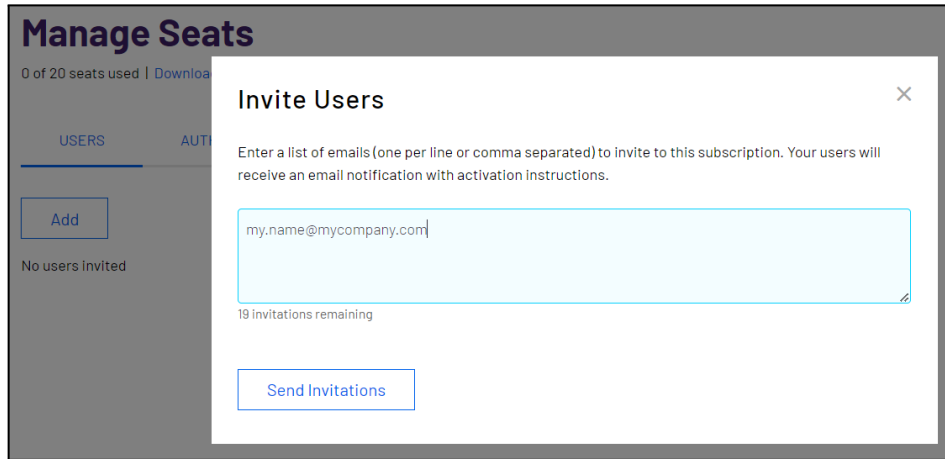 Manage Seats
0 of 20 seats used | Downloa
Invite Users
USERS
AUTH
Enter a list of emails (one per line or comma separated) to invite to this subscription. Your users will
receive an email notification with activation instructions.
Add
my.name@mycompany.com
No users invited
19 invitations remaining
Send Invitations